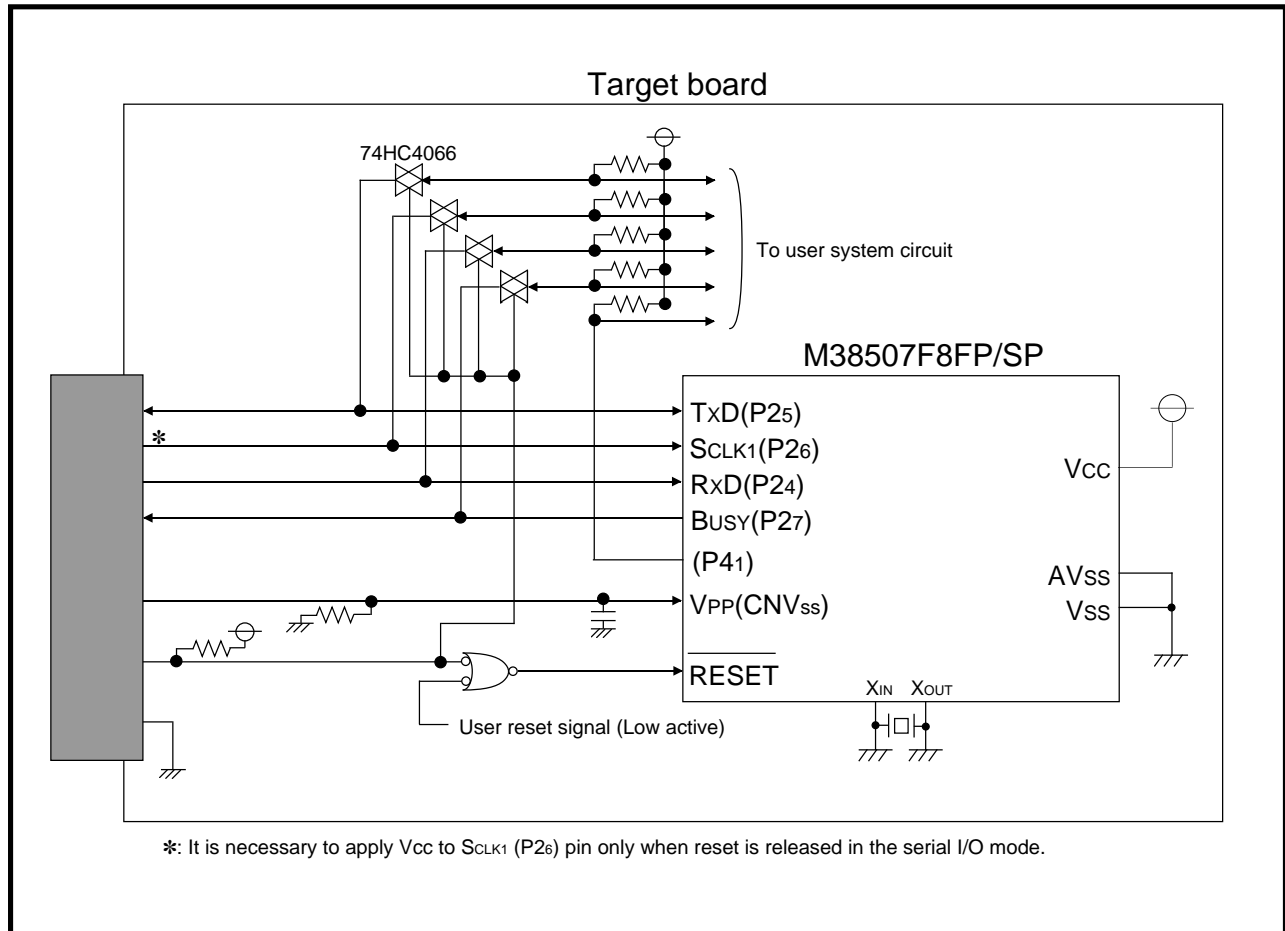 Target board
74HC4066
To user system circuit
M38507F8FP/SP
TxD(P25)
*
SCLK1(P26)
VCC
RxD(P24)
BUSY(P27)
(P41)
AVSS
VPP(CNVss)
VSS
RESET
XIN XOUT
User reset signal (Low active)
*: It is necessary to apply Vcc to SCLK1 (P26) pin only when reset is released in the serial I/O mode.